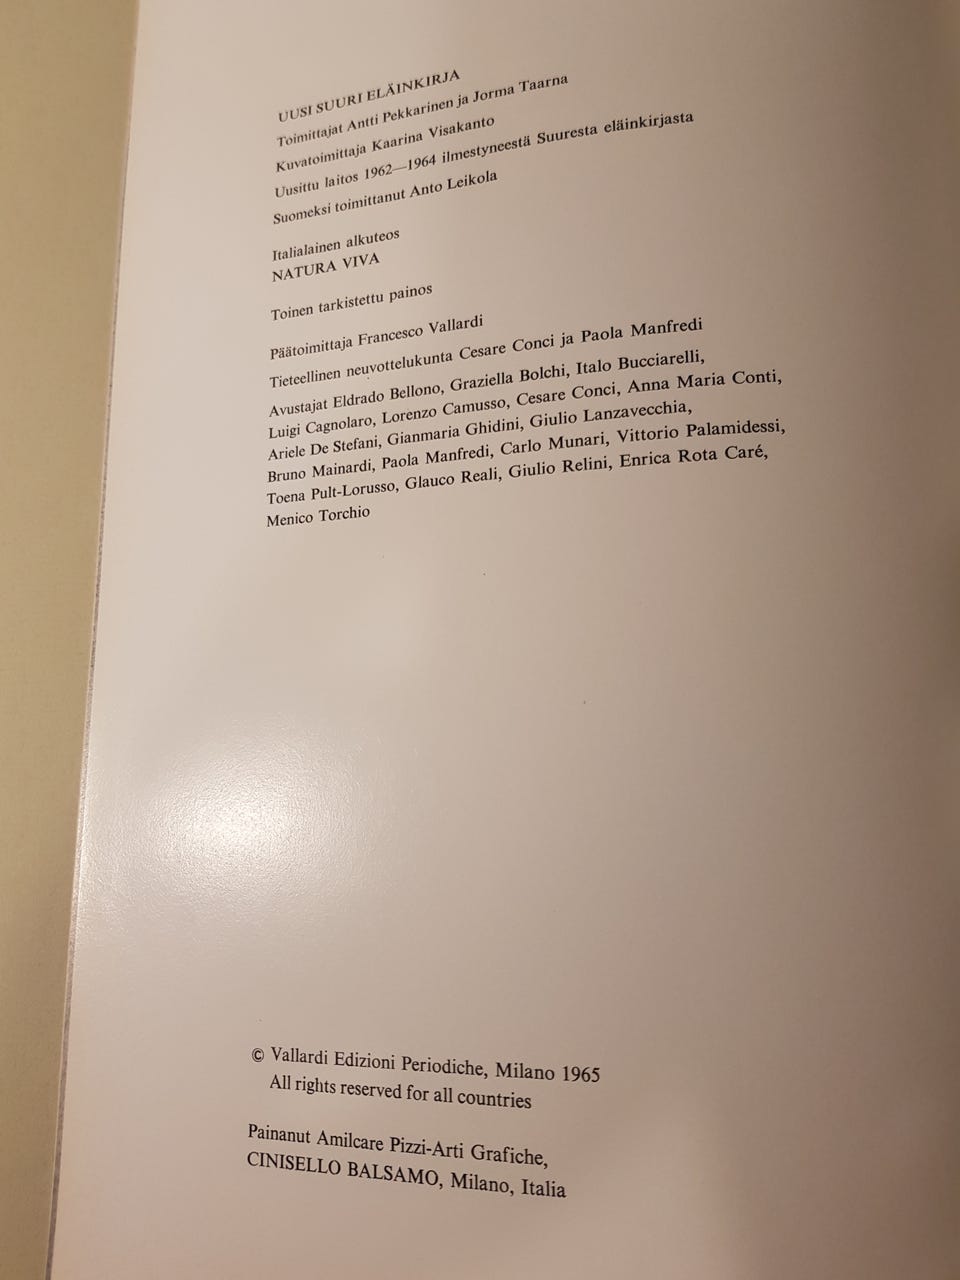 UUSI SUURI ELÄINKIRJA
Toimittajat Antti Pekkarinen ja Jorma Taarna
Kuvatoimittaja Kaarina Visakanto
Uusittu laitos 1962—1964 ilmestyneestä Suuresta eläinkirjasta
Suomeksi toimittanut Anto Leikola
Italialainen alkuteos
NATURA VIVA
Toinen tarkistettu painos
Päätoimittaja Francesco Vallardi
Tieteellinen neuvottelukunta Cesare Conci ja Paola Manfredi
Avustajat Eldrado Bellono, Graziella Bolchi, Italo Bucciarelli,
Luigi Cagnolaro, Lorenzo Camusso, Cesare Conci, Anna Maria Conti,
Ariele De Stefani, Gianmaria Ghidini, Giulio Lanzavecchia,
Bruno Mainardi, Paola Manfredi, Carlo Munari, Vittorio Palamidessi,
Toena Pult-Lorusso, Glauco Reali, Giulio Relini, Enrica Rota Caré,
Menico Torchio
© Vallardi Edizioni Periodiche, Milano 1965
All rights reserved for all countries
Painanut Amilcare Pizzi-Arti Grafiche,
CINISELLO BALSAMO, Milano, Italia